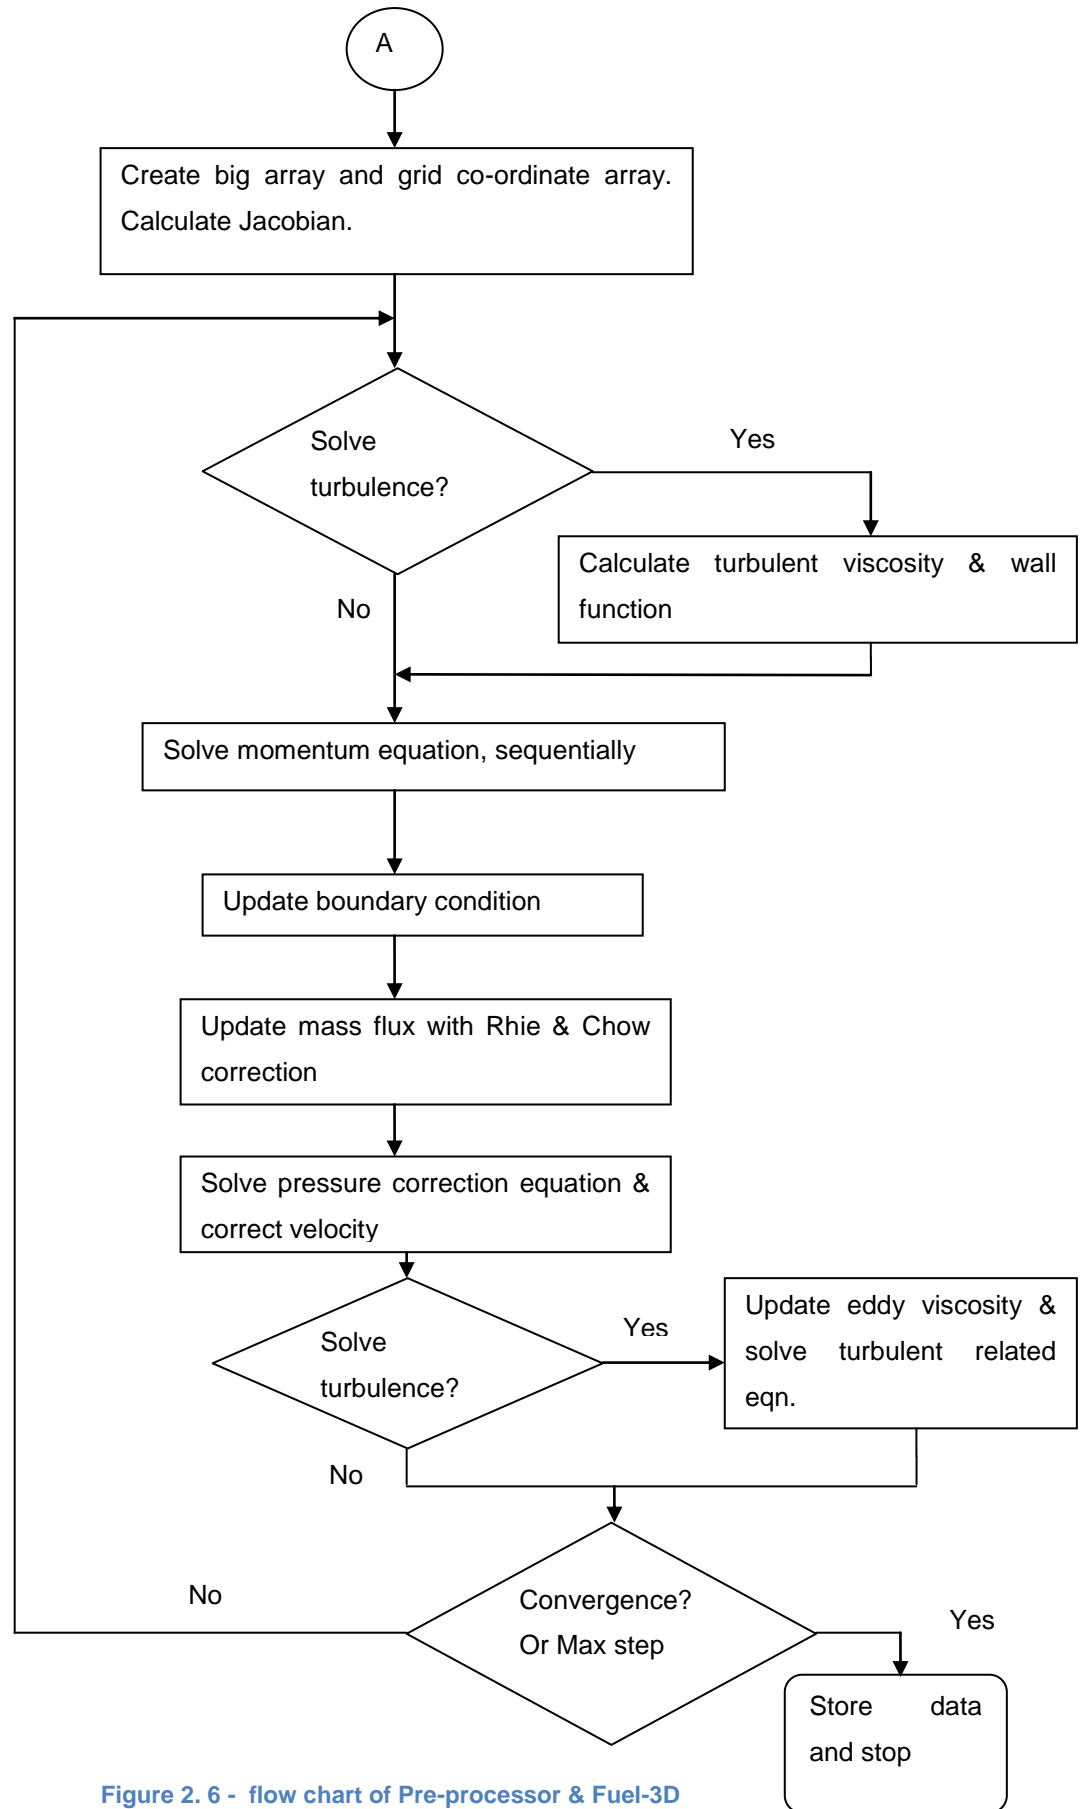 A
Create big array and grid co-ordinate array.
Calculate Jacobian.
Solve
turbulence?
Yes
Calculate turbulent viscosity & wall
function
No
Solve momentum equation, sequentially
Update boundary condition
Update mass flux with Rhie & Chow
correction
Solve pressure correction equation &
correct velocity
Solve
turbulence?
Yes
Update eddy viscosity &
solve turbulent related
eqn.
No
Convergence?
Or Max step
No
Yes
Store data
and stop
Figure 2. 6 - flow chart of Pre-processor & Fuel-3D